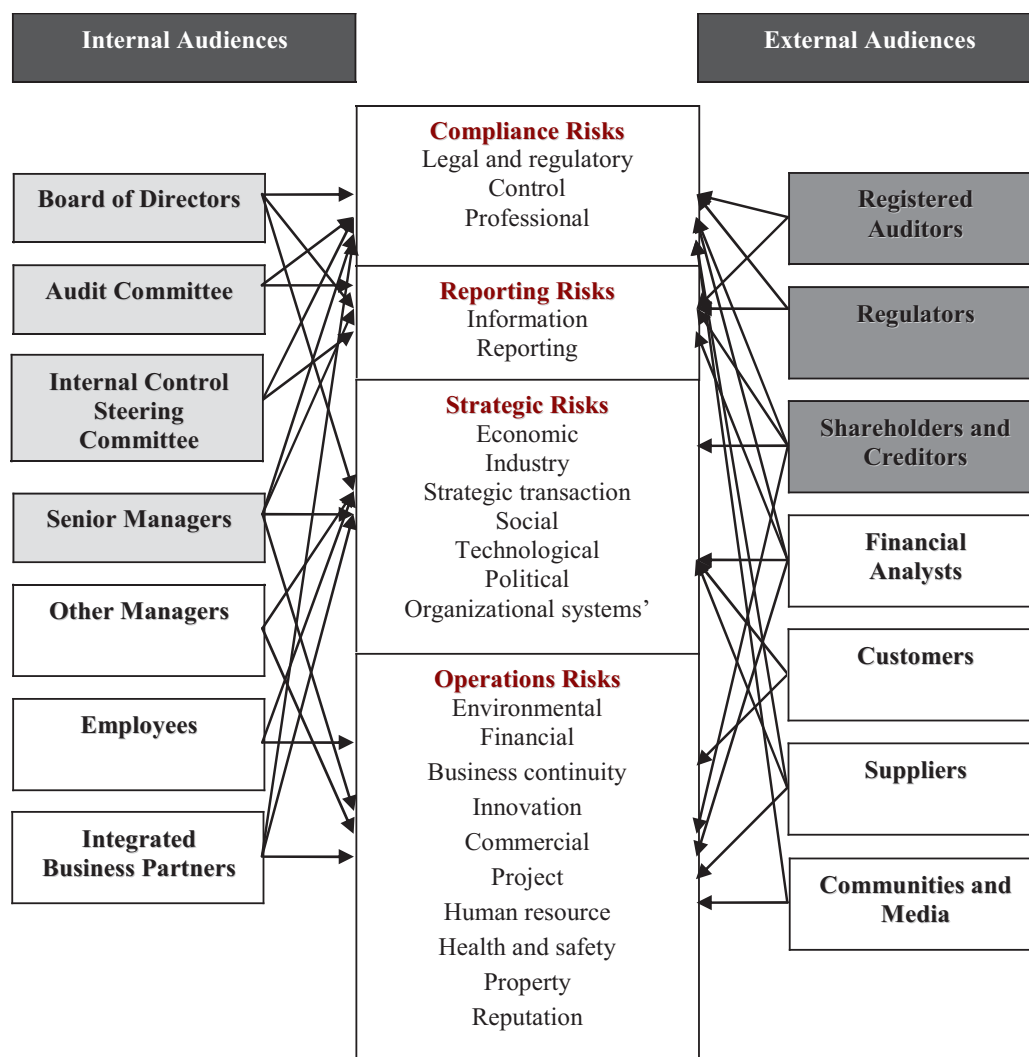 Internal Audiences
External Audiences
Board of Directors
Audit Committee
Internal Control
Steering
Committee
Senior Managers
Other Managers
Employees
Integrated
Business Partners
Compliance Risks
Legal and regulatory
Control
Professional
Reporting Risks
Information
Reporting
Strategic Risks
Economic
Industry
Strategic transaction
Social
Technological
Political
Organizational systems’
Operations Risks
Environmental
Financial
Business continuity
Innovation
Commercial
Project
Human resource
Health and safety
Property
Reputation
Registered
Auditors
Regulators
Shareholders and
Creditors
Financial
Analysts
Customers
Suppliers
Communities and
Media